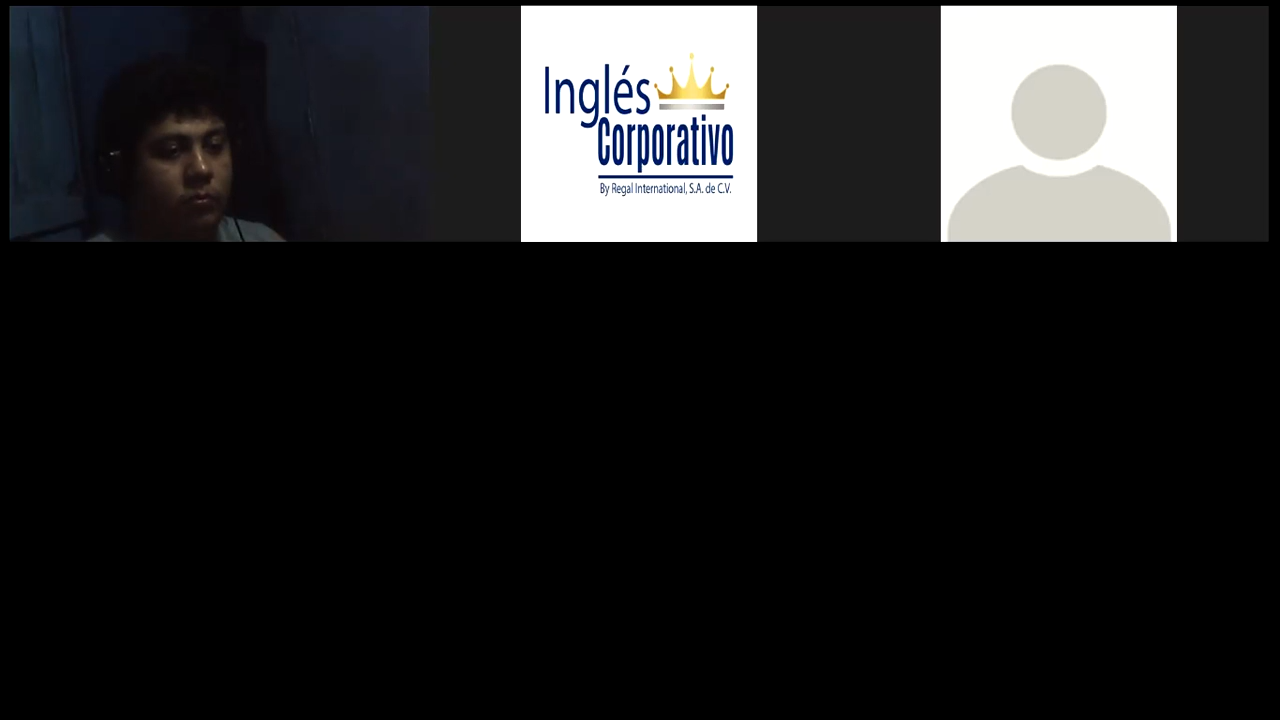 Inglés
Corporativo
By Regal International, S.A. de C.V.